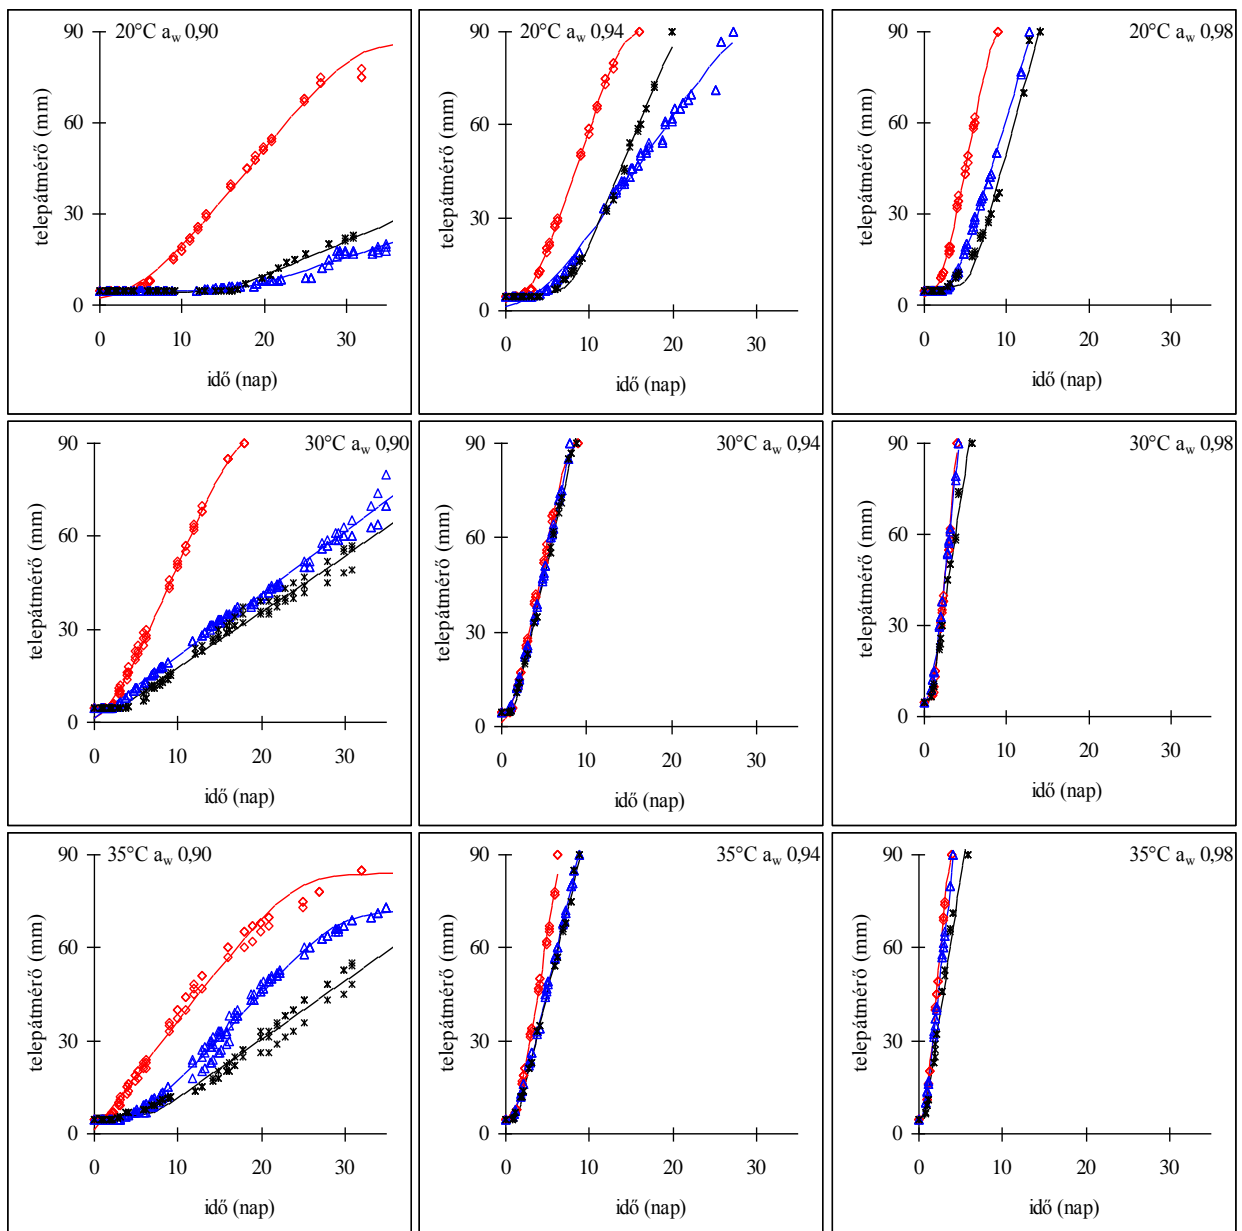 20°C aw 0,90
telepátmérő (mm)
90
60
30
0
0 10 20 30
idő (nap)
20°C aw 0,94
telepátmérő (mm)
90
60
30
0
0 10 20 30
idő (nap)
20°C aw 0,98
telepátmérő (mm)
90
60
30
0
0 10 20 30
idő (nap)
30°C aw 0,90
telepátmérő (mm)
90
60
30
0
0 10 20 30
idő (nap)
30°C aw 0,94
telepátmérő (mm)
90
60
30
0
0 10 20 30
idő (nap)
30°C aw 0,98
telepátmérő (mm)
90
60
30
0
0 10 20 30
idő (nap)
35°C aw 0,90
telepátmérő (mm)
90
60
30
0
0 10 20 30
idő (nap)
35°C aw 0,94
telepátmérő (mm)
90
60
30
0
0 10 20 30
idő (nap)
35°C aw 0,98
telepátmérő (mm)
90
60
30
0
0 10 20 30
idő (nap)